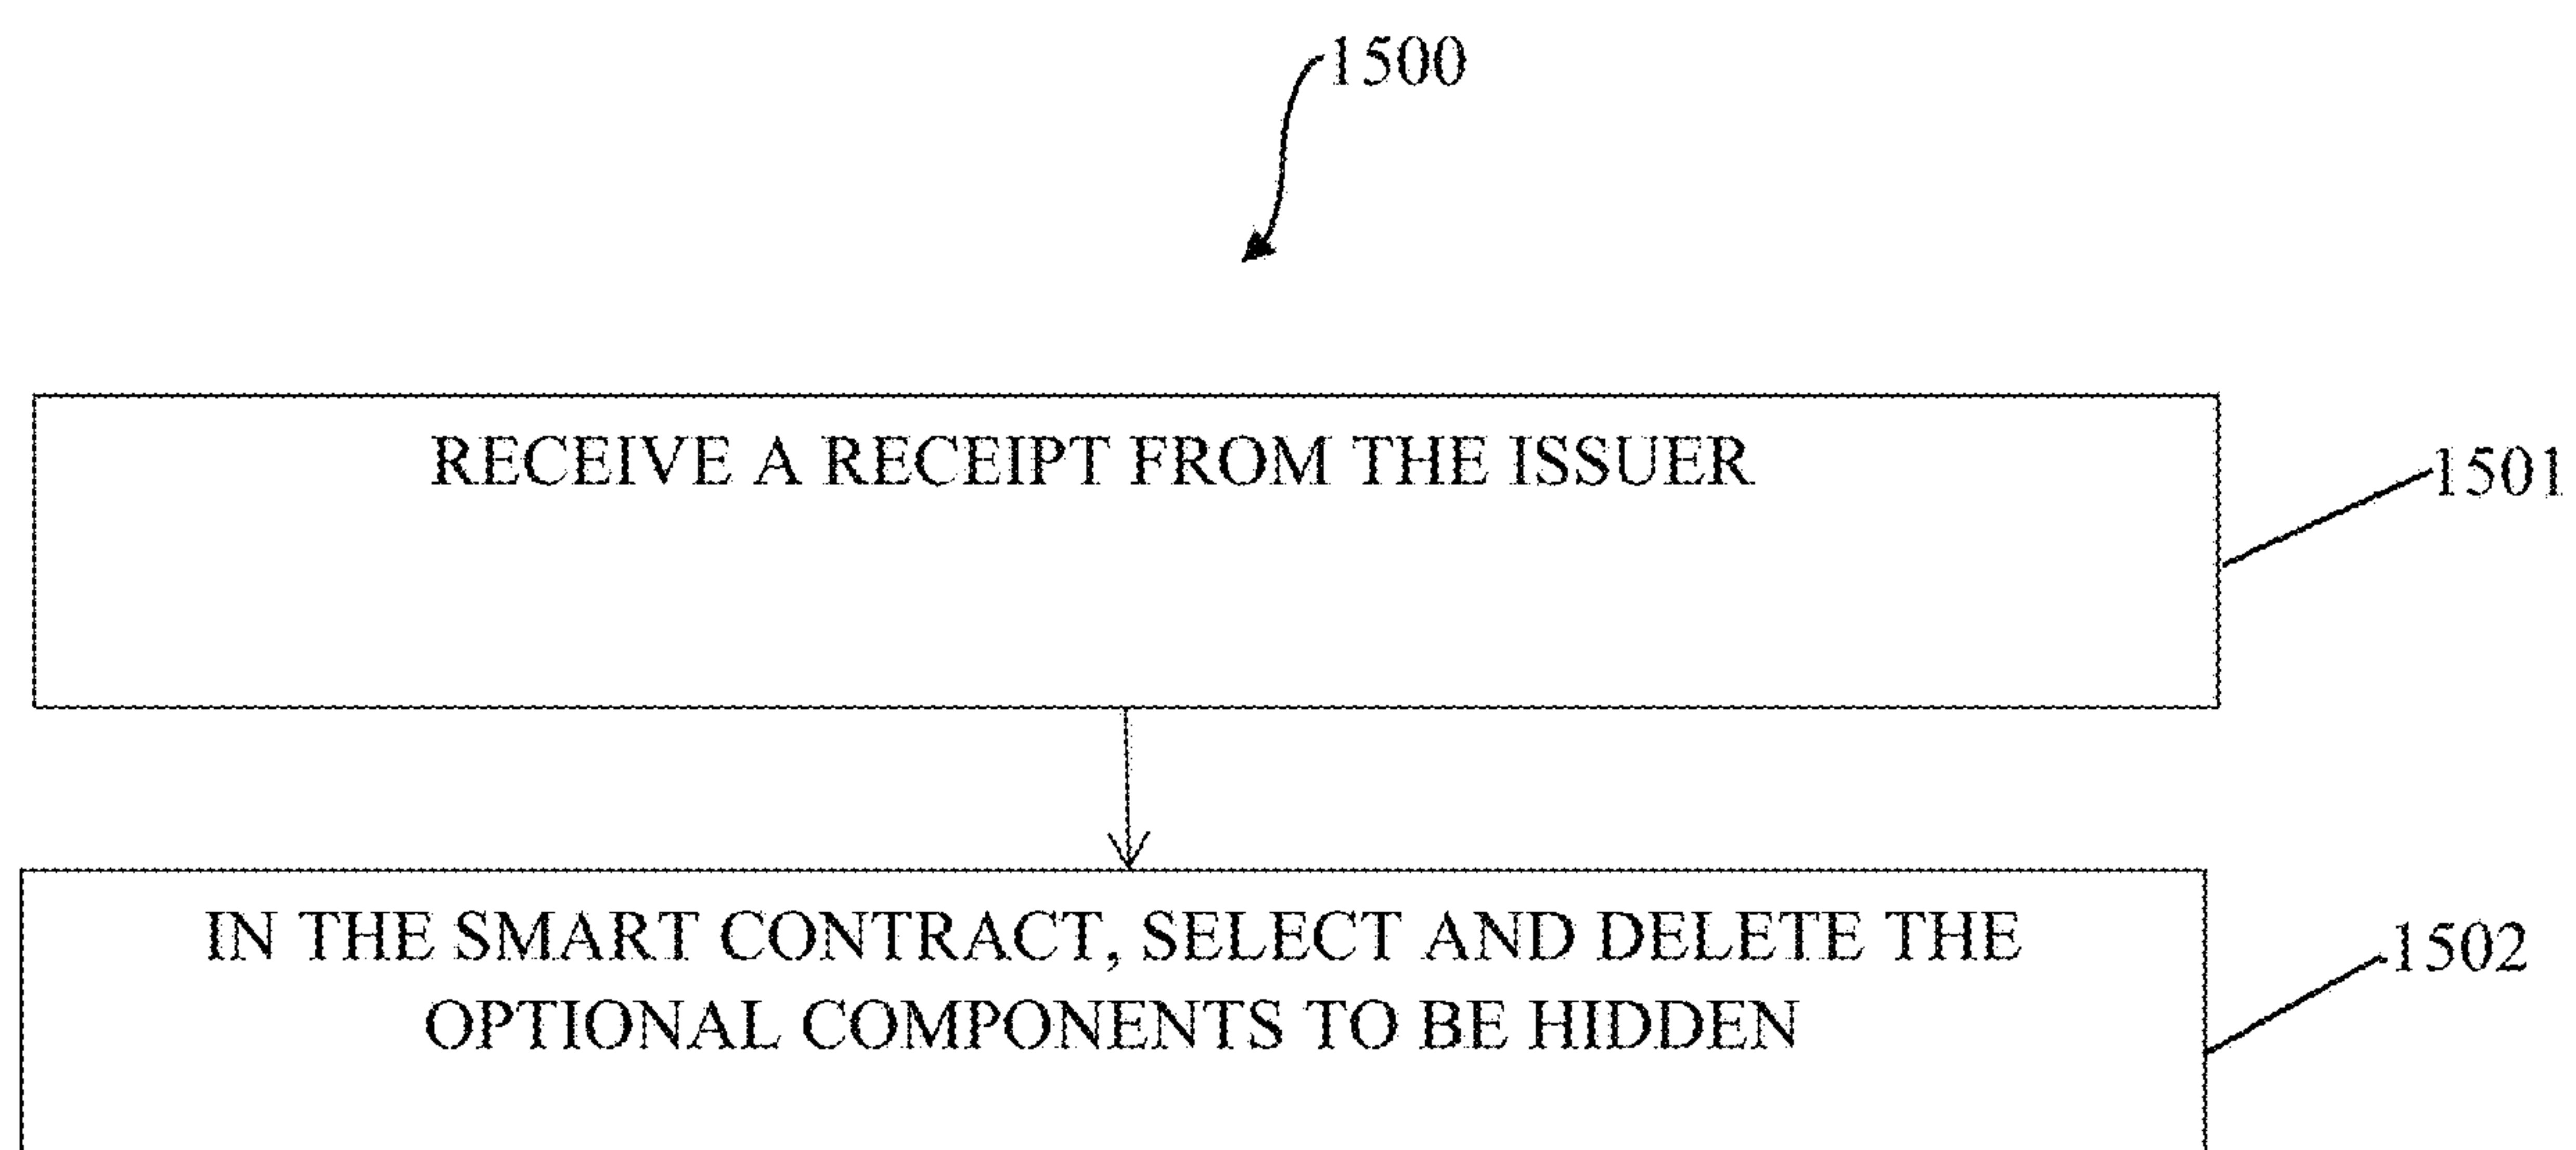 1500
RECEIVE A RECEIPT FROM THE ISSUER
1501
IN THE SMART CONTRACT, SELECT AND DELETE THE
OPTIONAL COMPONENTS TO BE HIDDEN
1502